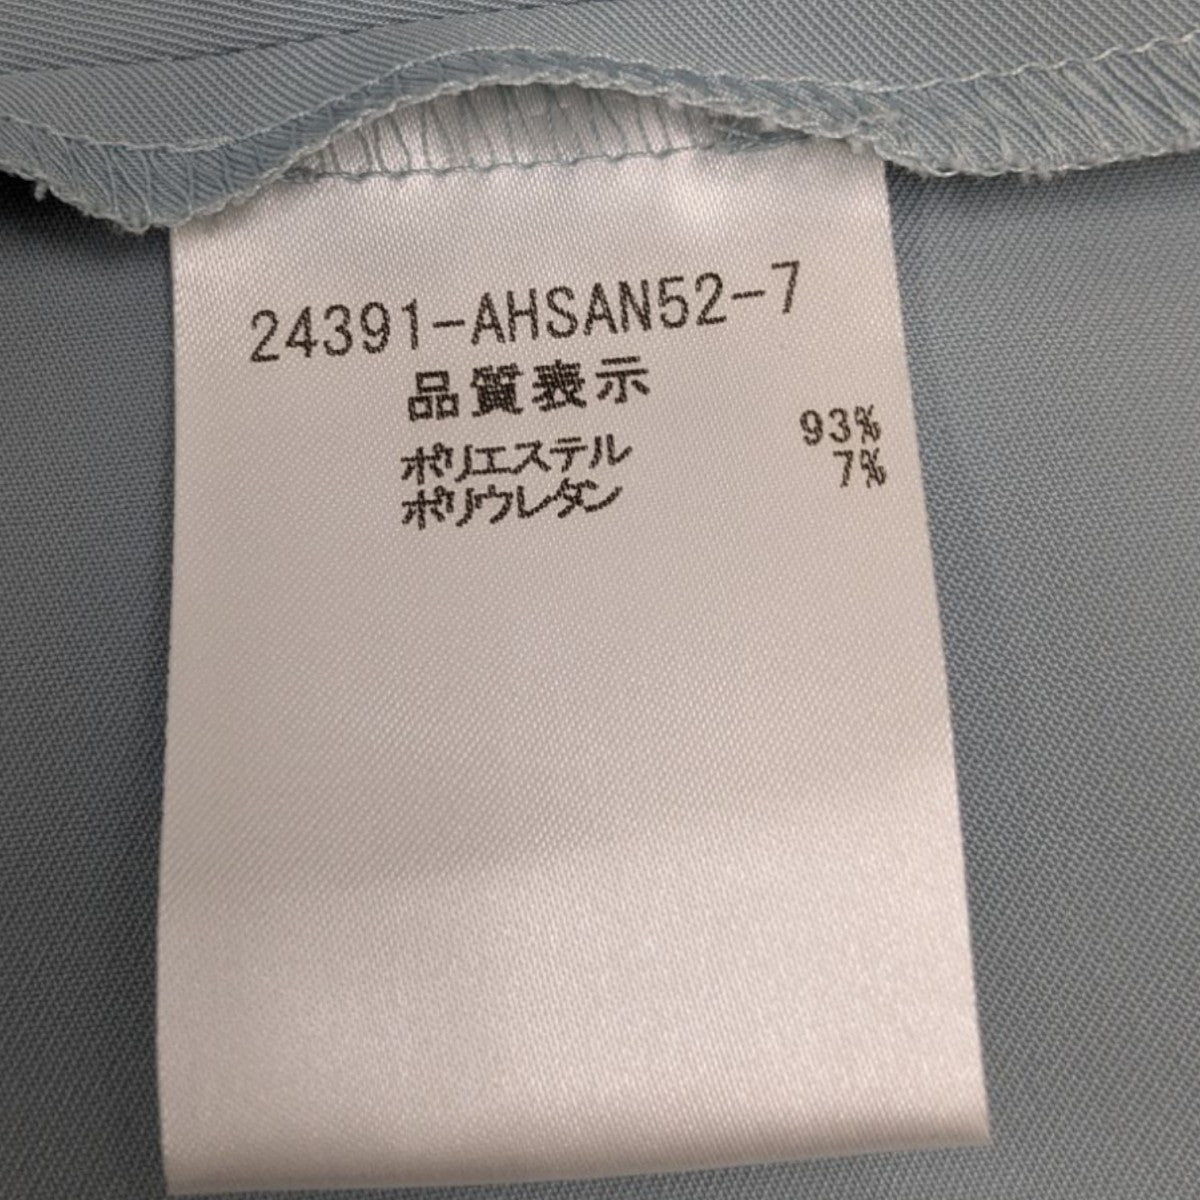 24391-AHSAN52-7
品質表示
ポリエステル 93%
ポリウレタン 7%